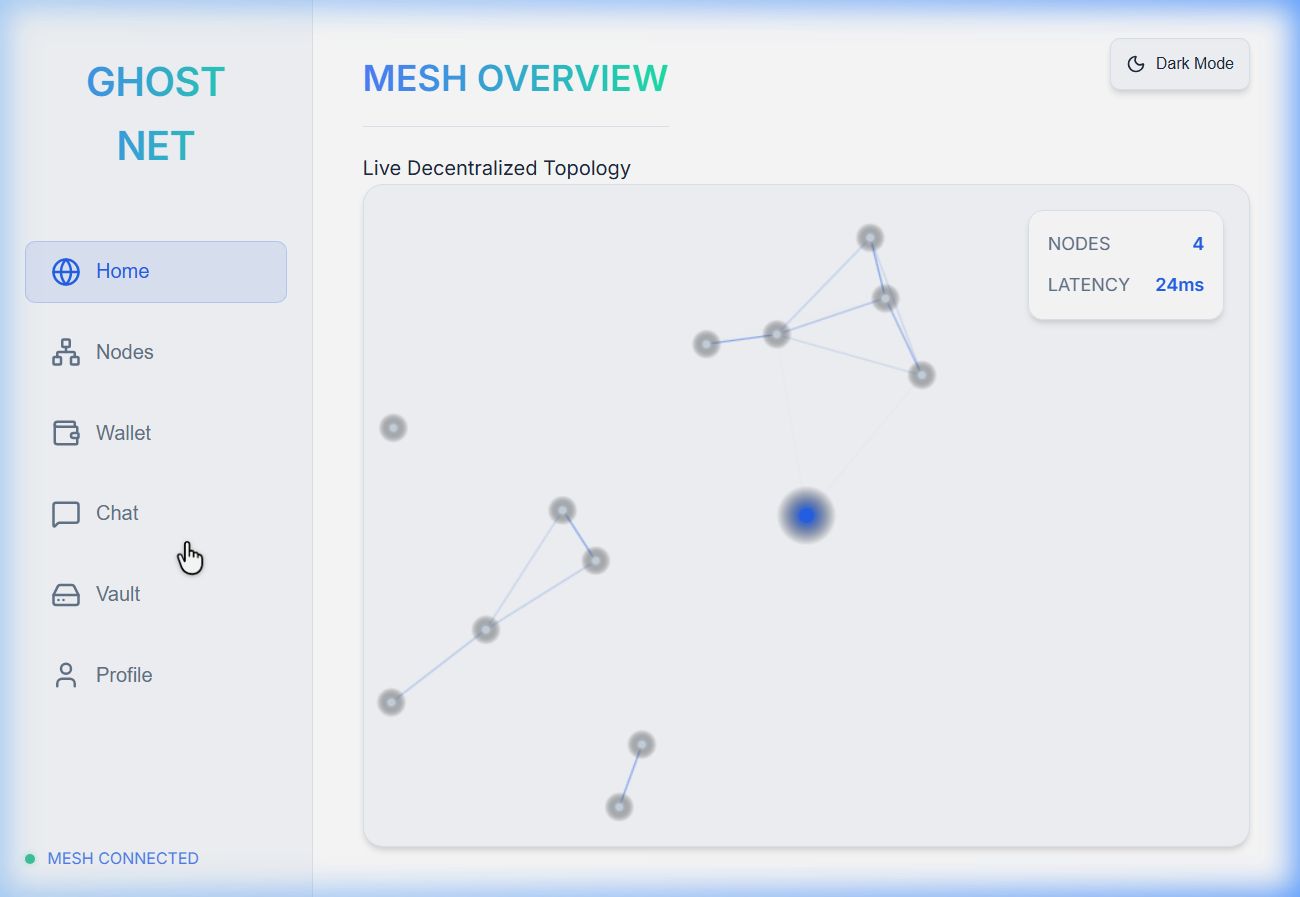 GHOST
NET
Home
Nodes
Wallet
Chat
Vault
Profile
MESH CONNECTED
MESH OVERVIEW
Dark Mode
Live Decentralized Topology
NODES 4
LATENCY 24ms